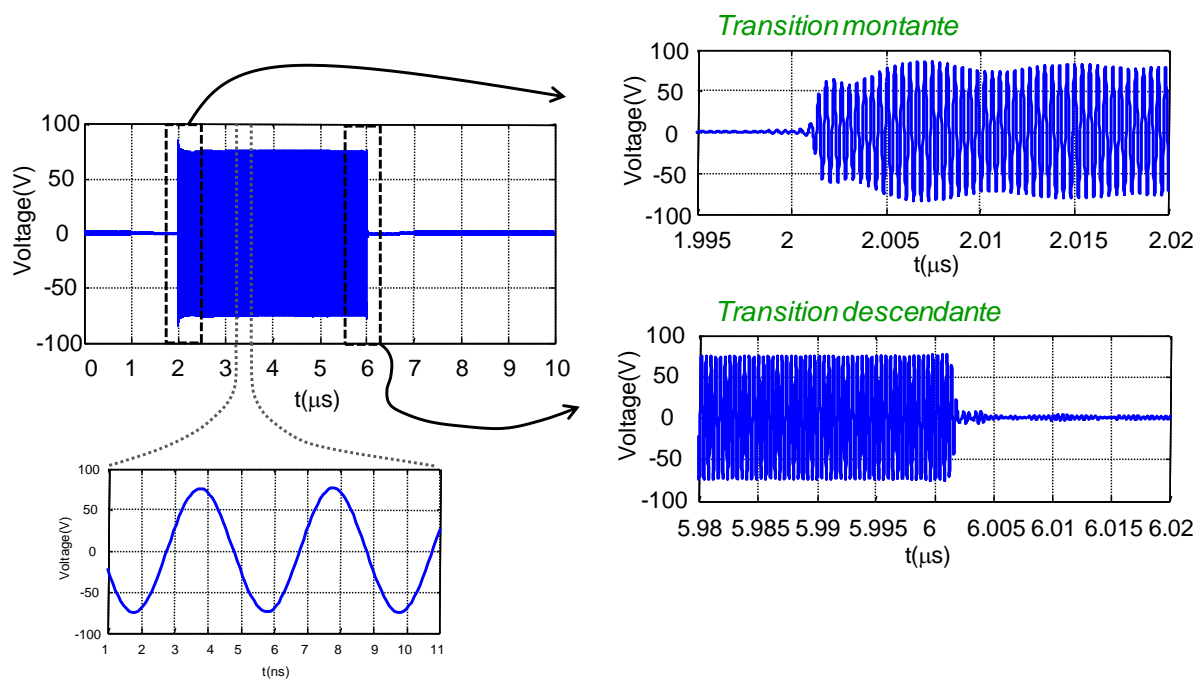 Transition montante
100
50
0
-50
-100
Voltage(V)
1.995 2 2.005 2.01 2.015 2.02
t(μs)
100
50
0
-50
-100
Voltage(V)
0 1 2 3 4 5 6 7 8 9 10
t(μs)
Transition descendante
100
50
0
-50
-100
Voltage(V)
5.98 5.985 5.99 5.995 6 6.005 6.01 6.015 6.02
t(μs)
100
50
0
-50
-100
Voltage(V)
1 2 3 4 5 6 7 8 9 10 11
t(ns)